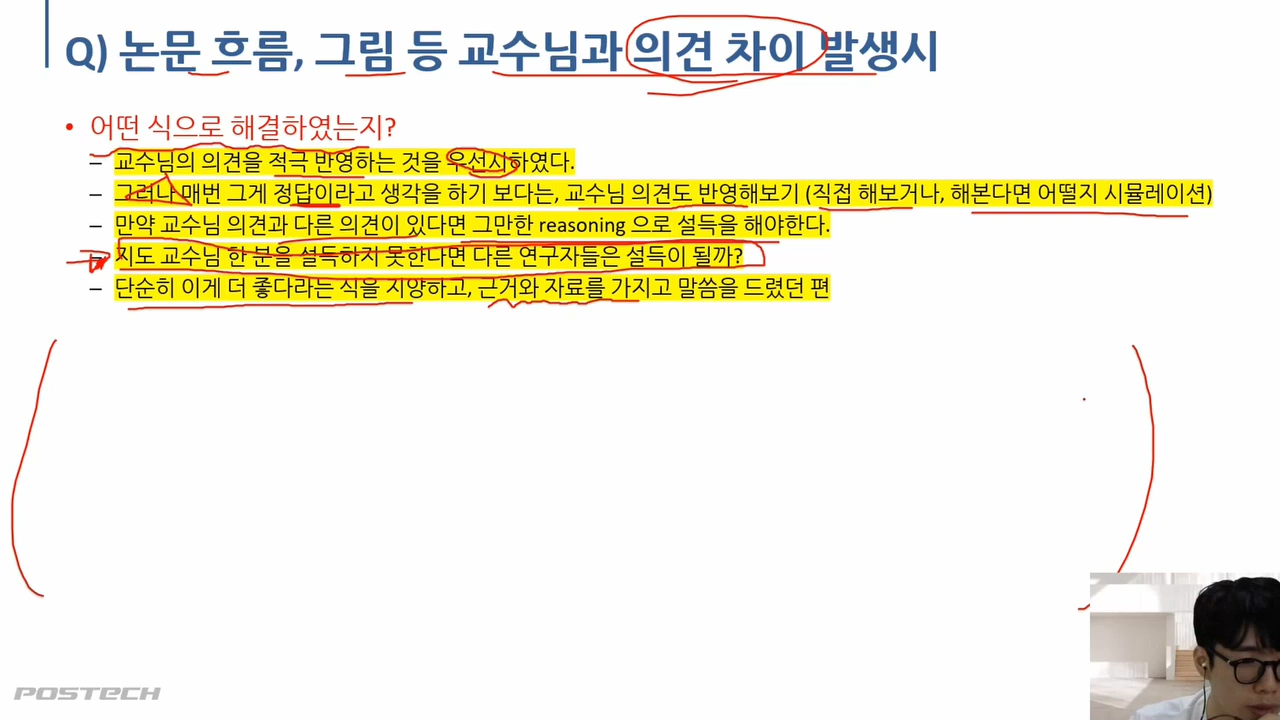 Q) 논문 흐름, 그림 등 교수님과 의견 차이 발생시
• 어떤 식으로 해결하였는지?
– 교수님의 의견을 적극 반영하는 것을 우선시하였다.
– 그러나 매번 그게 정답이라고 생각을 하기 보다는, 교수님 의견도 반영해보기 (직접 해보거나, 해본다면 어떨지 시뮬레이션)
– 만약 교수님 의견과 다른 의견이 있다면 그만한 reasoning 으로 설득을 해야한다.
– 지도 교수님 한 분을 설득하지 못한다면 다른 연구자들은 설득이 될까?
– 단순히 이게 더 좋다라는 식을 지양하고, 근거와 자료를 가지고 말씀을 드렸던 편
POSTECH